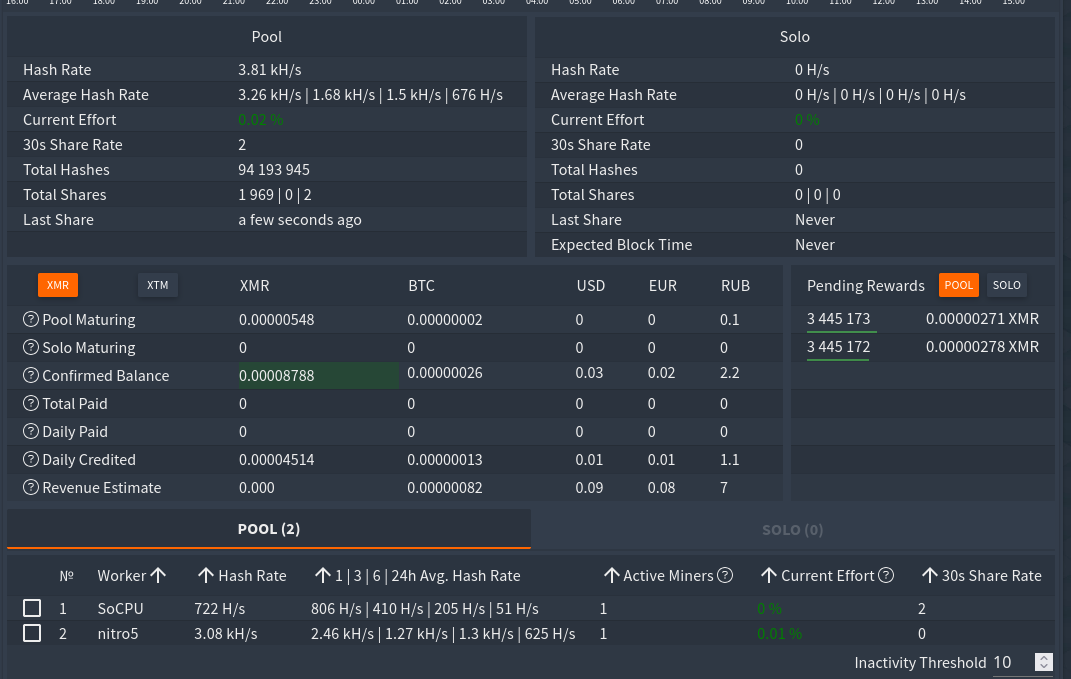 16:00 17:00 18:00 19:00 20:00 21:00 22:00 23:00 00:00 01:00 02:00 03:00 04:00 05:00 06:00 07:00 08:00 09:00 10:00 11:00 12:00 13:00 14:00 15:00
Pool
Hash Rate 3.81 kH/s
Average Hash Rate 3.26 kH/s | 1.68 kH/s | 1.5 kH/s | 676 H/s
Current Effort 0.02 %
30s Share Rate 2
Total Hashes 94 193 945
Total Shares 1 969 | 0 | 2
Last Share a few seconds ago
Solo
Hash Rate 0 H/s
Average Hash Rate 0 H/s | 0 H/s | 0 H/s | 0 H/s
Current Effort 0 %
30s Share Rate 0
Total Hashes 0
Total Shares 0 | 0 | 0
Last Share Never
Expected Block Time Never
XMR XTM XMR BTC USD EUR RUB
? Pool Maturing 0.00000548 0.00000002 0 0 0.1
? Solo Maturing 0 0 0 0 0
? Confirmed Balance 0.00008788 0.00000026 0.03 0.02 2.2
? Total Paid 0 0 0 0 0
? Daily Paid 0 0 0 0 0
? Daily Credited 0.00004514 0.00000013 0.01 0.01 1.1
? Revenue Estimate 0.000 0.00000082 0.09 0.08 7
Pending Rewards POOL SOLO
3 445 173 0.00000271 XMR
3 445 172 0.00000278 XMR
POOL (2) SOLO (0)
№ Worker ↑ ↑ Hash Rate ↑ 1 | 3 | 6 | 24h Avg. Hash Rate ↑ Active Miners ? ↑ Current Effort ? ↑ 30s Share Rate
1 SoCPU 722 H/s 806 H/s | 410 H/s | 205 H/s | 51 H/s 1 0 % 2
2 nitro5 3.08 kH/s 2.46 kH/s | 1.27 kH/s | 1.3 kH/s | 625 H/s 1 0.01 % 0
Inactivity Threshold 10